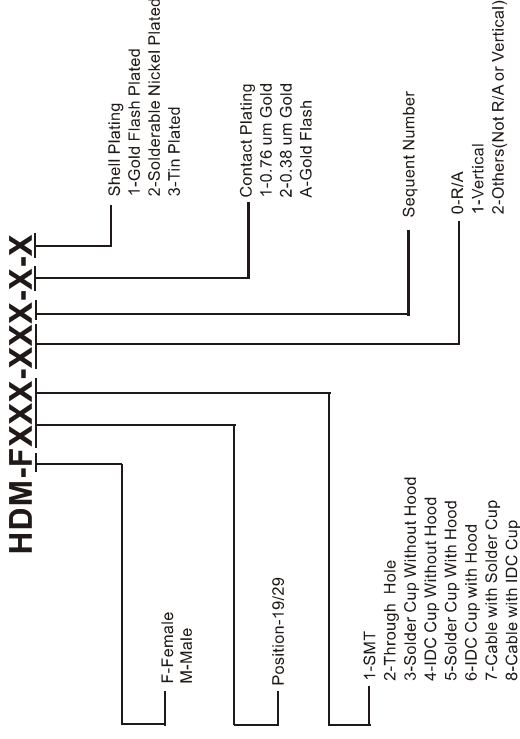 HDM-FXXX-XXX-X-X
Shell Plating
1-Gold Flash Plated
2-Solderable Nickel Plated
3-Tin Plated
Contact Plating
1-0.76 um Gold
2-0.38 um Gold
A-Gold Flash
Sequent Number
0-R/A
1-Vertical
2-Others(Not R/A or Vertical)
F-Female
M-Male
Position-19/29
1-SMT
2-Through Hole
3-Solder Cup Without Hood
4-IDC Cup Without Hood
5-Solder Cup With Hood
6-IDC Cup with Hood
7-Cable with Solder Cup
8-Cable with IDC Cup